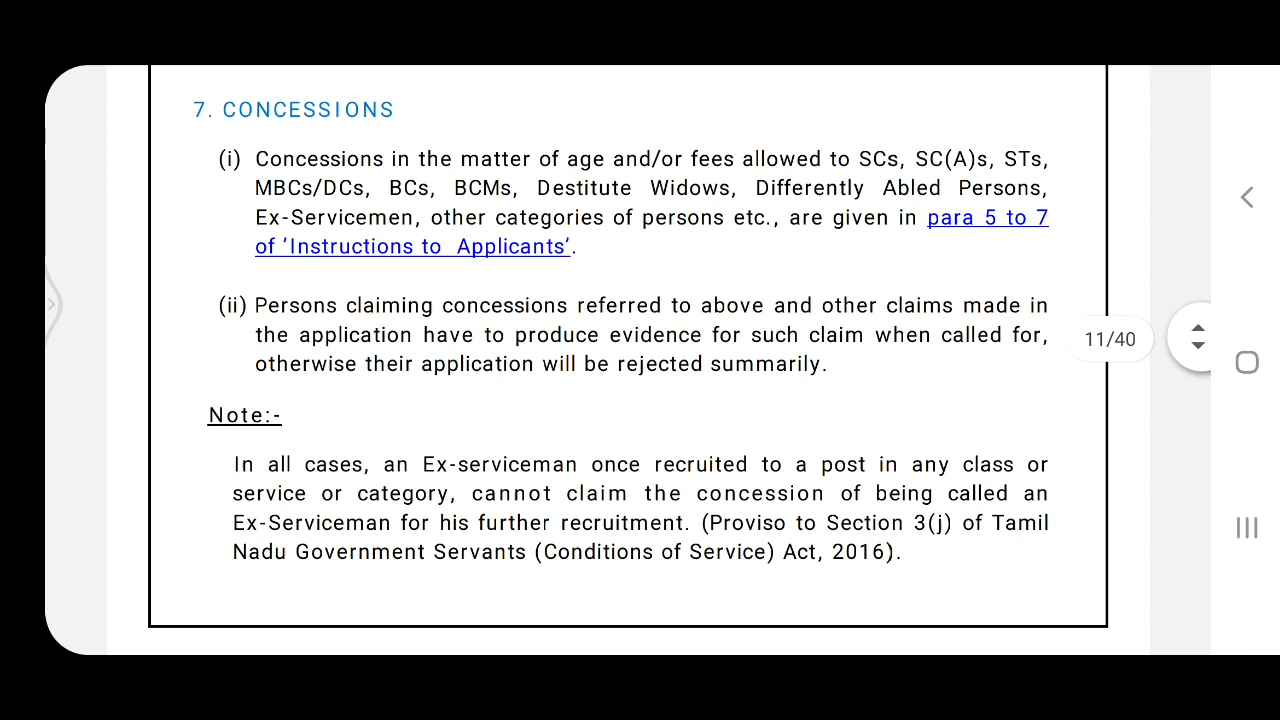 7. CONCESSIONS
(i) Concessions in the matter of age and/or fees allowed to SCs, SC(A)s, STs,
MBCs/DCs, BCs, BCMs, Destitute Widows, Differently Abled Persons,
Ex-Servicemen, other categories of persons etc., are given in para 5 to 7
of 'Instructions to Applicants'.
(ii) Persons claiming concessions referred to above and other claims made in
the application have to produce evidence for such claim when called for,
otherwise their application will be rejected summarily.
11/40
Note:-
In all cases, an Ex-serviceman once recruited to a post in any class or
service or category, cannot claim the concession of being called an
Ex-Serviceman for his further recruitment. (Proviso to Section 3(j) of Tamil
Nadu Government Servants (Conditions of Service) Act, 2016).